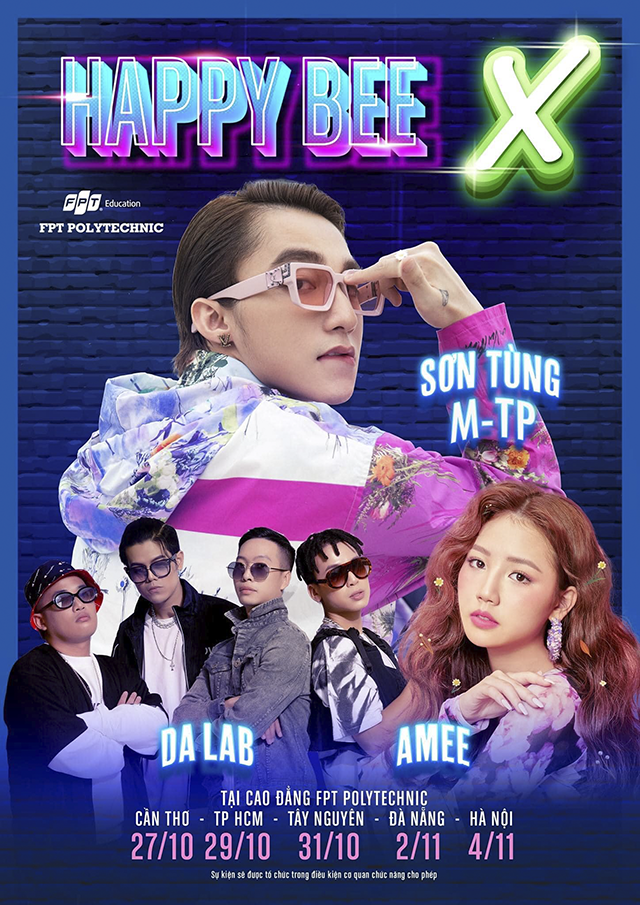 HAPPY BEE X
FPT Education
FPT POLYTECHNIC
SƠN TÙNG
M-TP
DA LAB
AMEE
TẠI CAO ĐẲNG FPT POLYTECHNIC
CẦN THƠ - TP HCM - TÂY NGUYÊN - ĐÀ NẴNG - HÀ NỘI
27/10 29/10 31/10 2/11 4/11
Sự kiện sẽ được tổ chức trong điều kiện cơ quan chức năng cho phép